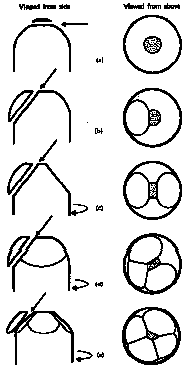 Viewed from side
Viewed from above
(a)
(b)
(c)
(d)
(e)